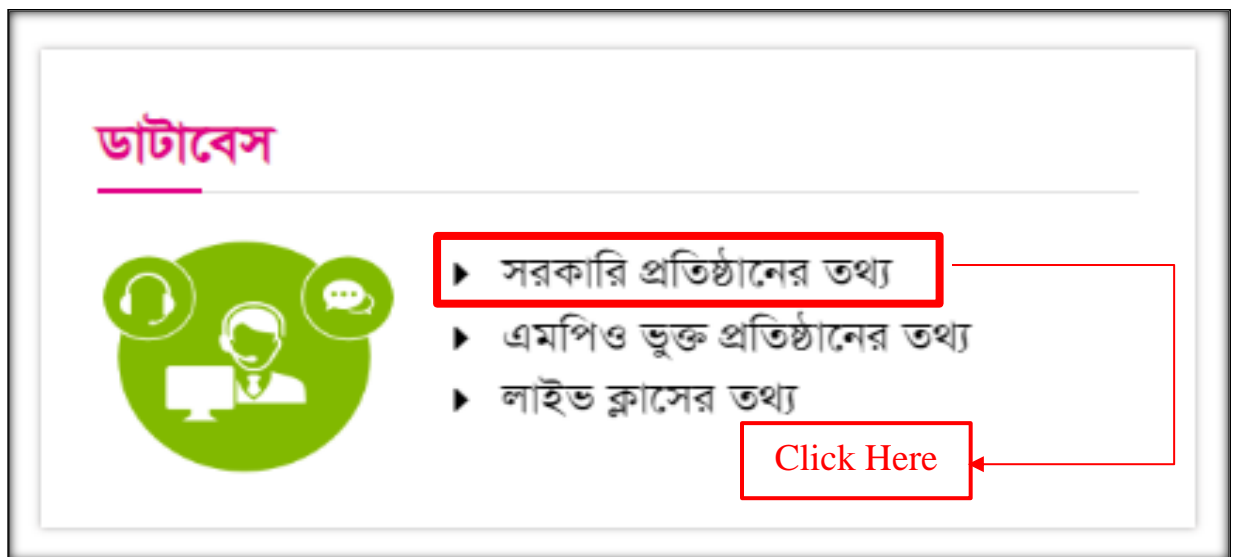 ডাটাবেস
সরকারি প্রতিষ্ঠানের তথ্য
এমপিও ভুক্ত প্রতিষ্ঠানের তথ্য
লাইভ ক্লাসের তথ্য
Click Here